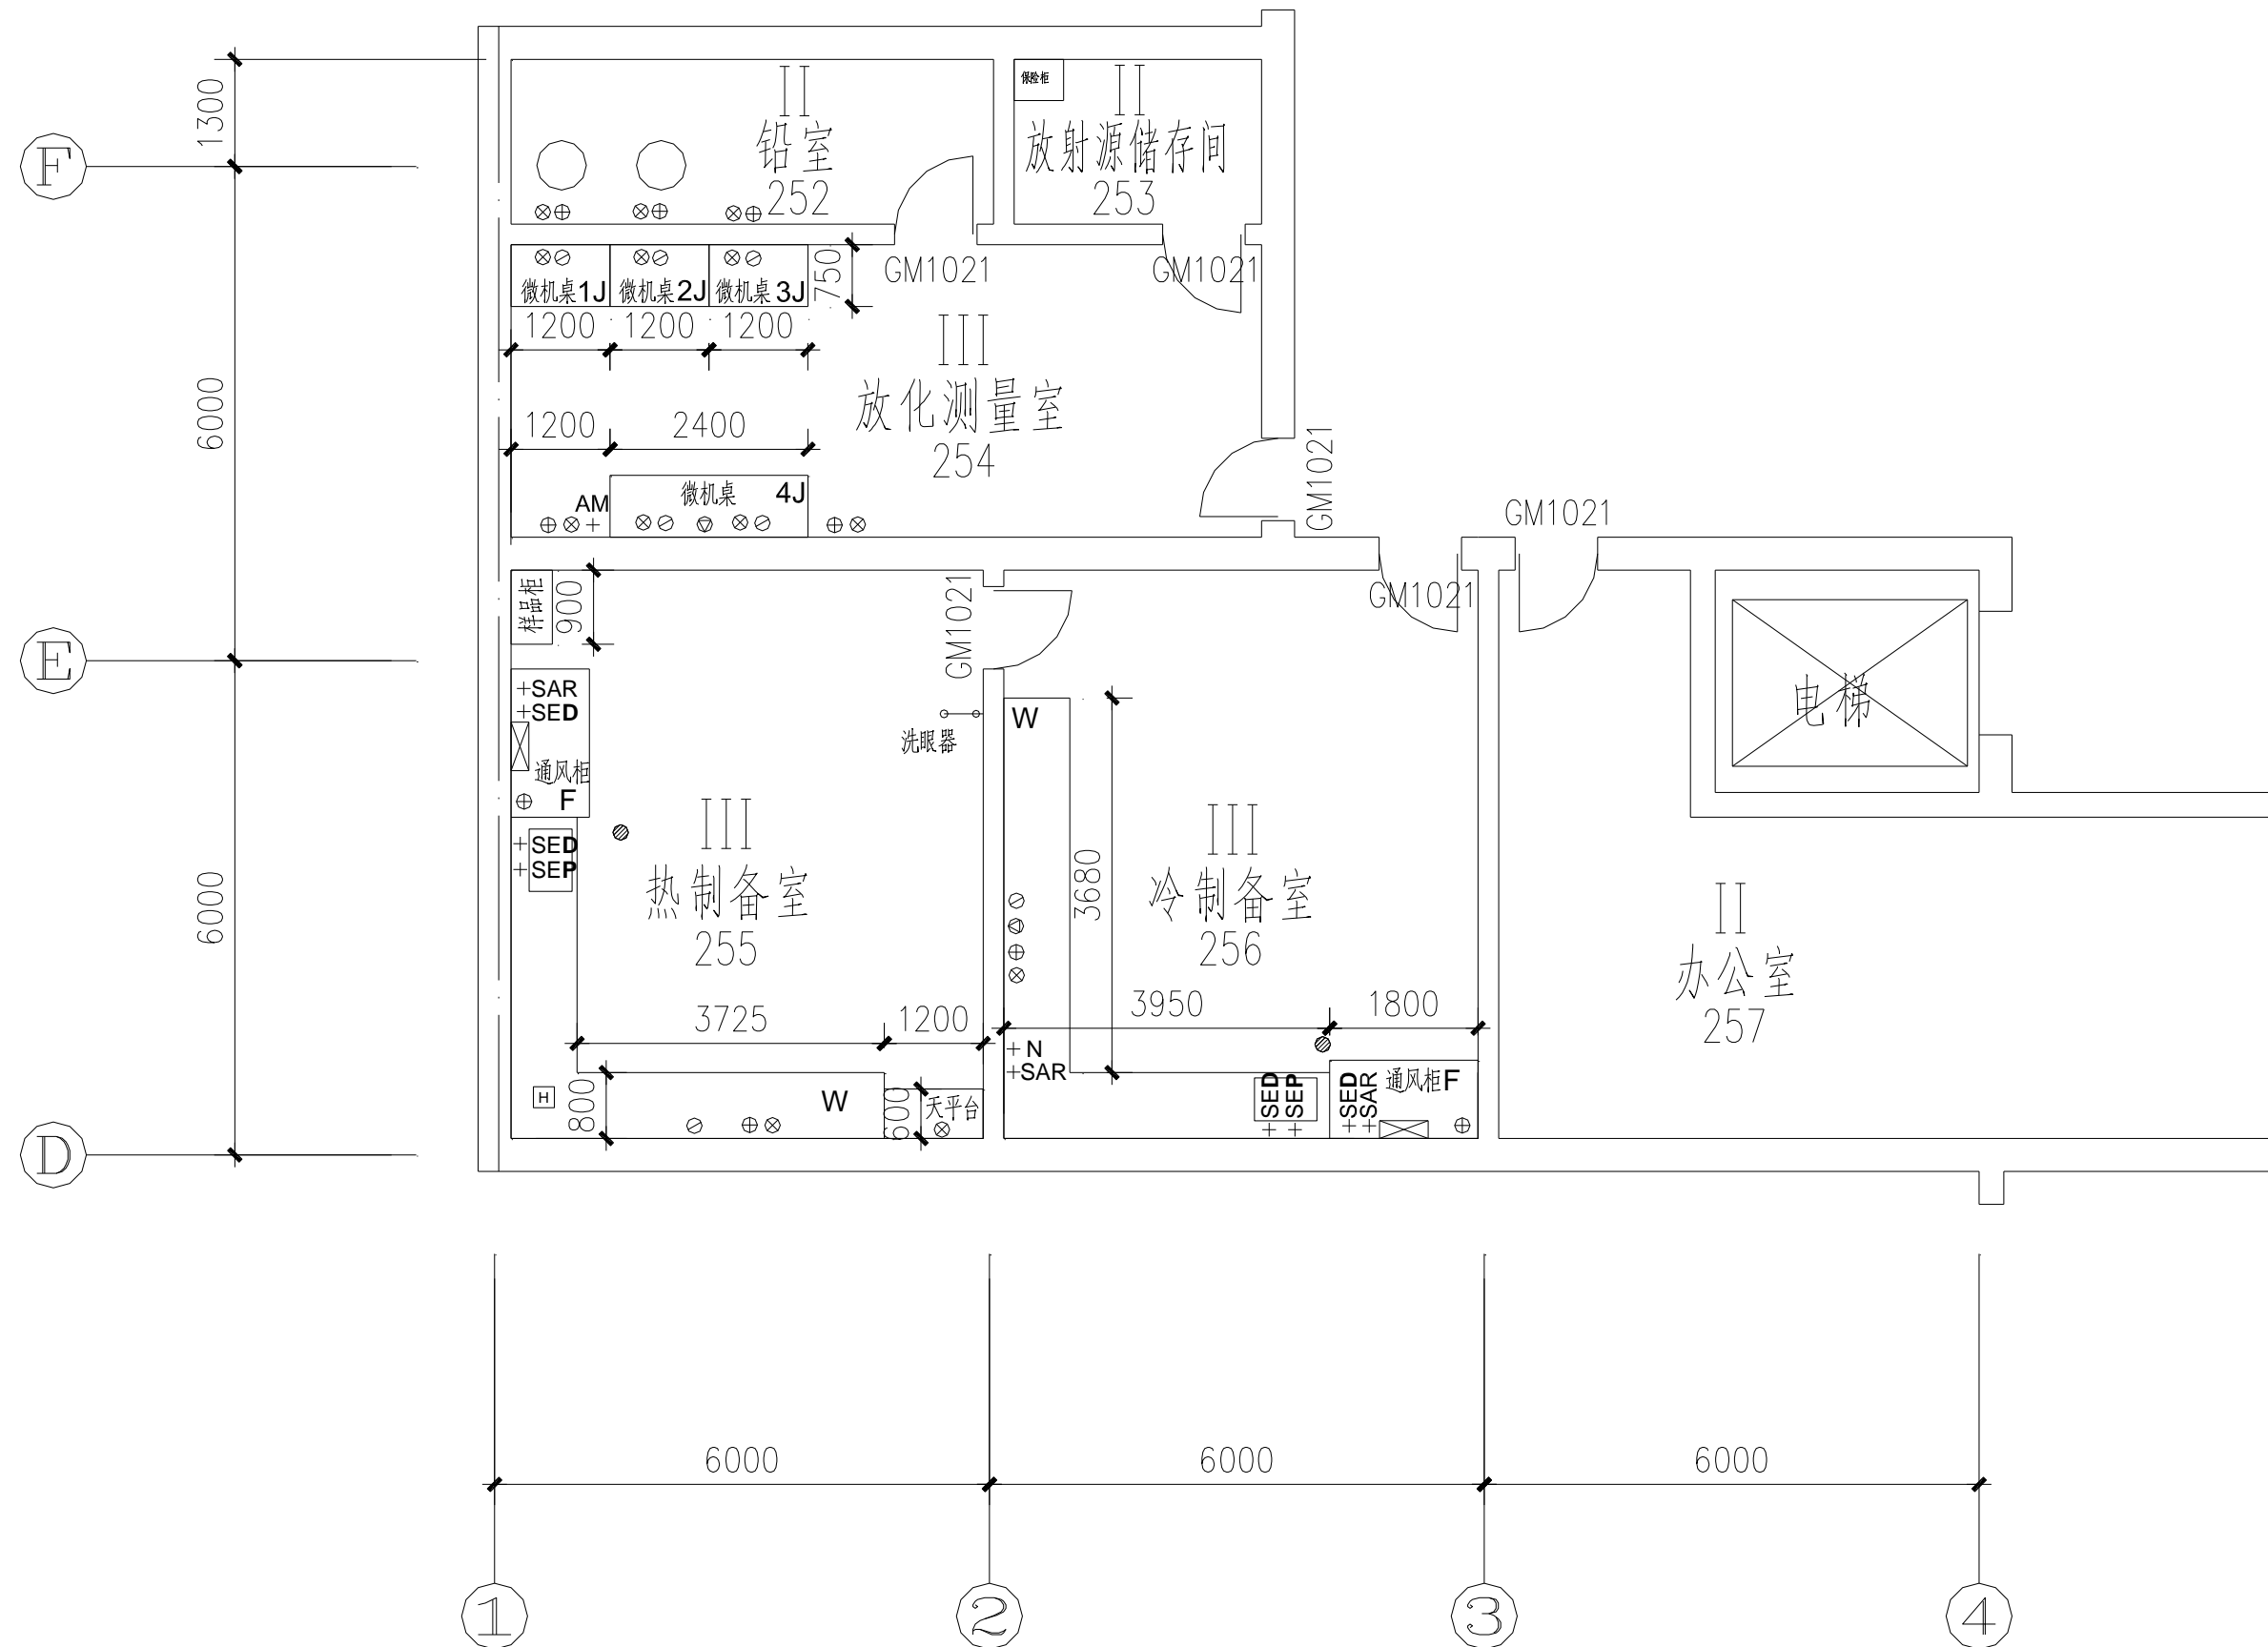 保险柜
II
铅室
252
II
放射源储存间
253
1300
F
GM1021
GM1021
微机桌1J
微机桌2J
微机桌3J
750
1200
1200
1200
III
放化测量室
254
6000
1200
2400
GM1021
微机桌 4J
AM
GM1021
GM1021
GM1021
样品柜
900
E
+SAR
+SED
通风柜
F
洗眼器
W
电梯
+SED
+SEP
III
热制备室
255
III
冷制备室
256
3680
6000
II
办公室
257
3725
1200
3950
1800
+N
+SAR
H
800
W
600
天平台
+SED
+SEP
+SED
+SAR
通风柜F
D
6000
6000
6000
1
2
3
4